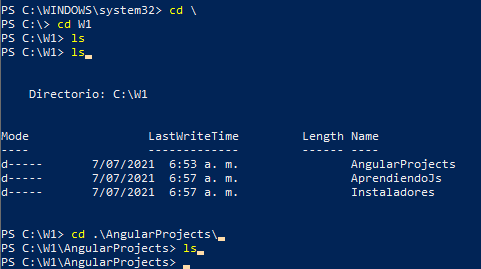 PS C:\WINDOWS\system32> cd \
PS C:\> cd W1
PS C:\W1> ls
PS C:\W1> ls
Directorio: C:\W1
Mode LastWriteTime Length Name
---- ------------- ------ ----
d----- 7/07/2021 6:53 a. m. AngularProjects
d----- 7/07/2021 6:57 a. m. AprendiendoJs
d----- 7/07/2021 6:57 a. m. Instaladores
PS C:\W1> cd .\AngularProjects\
PS C:\W1\AngularProjects> ls
PS C:\W1\AngularProjects>